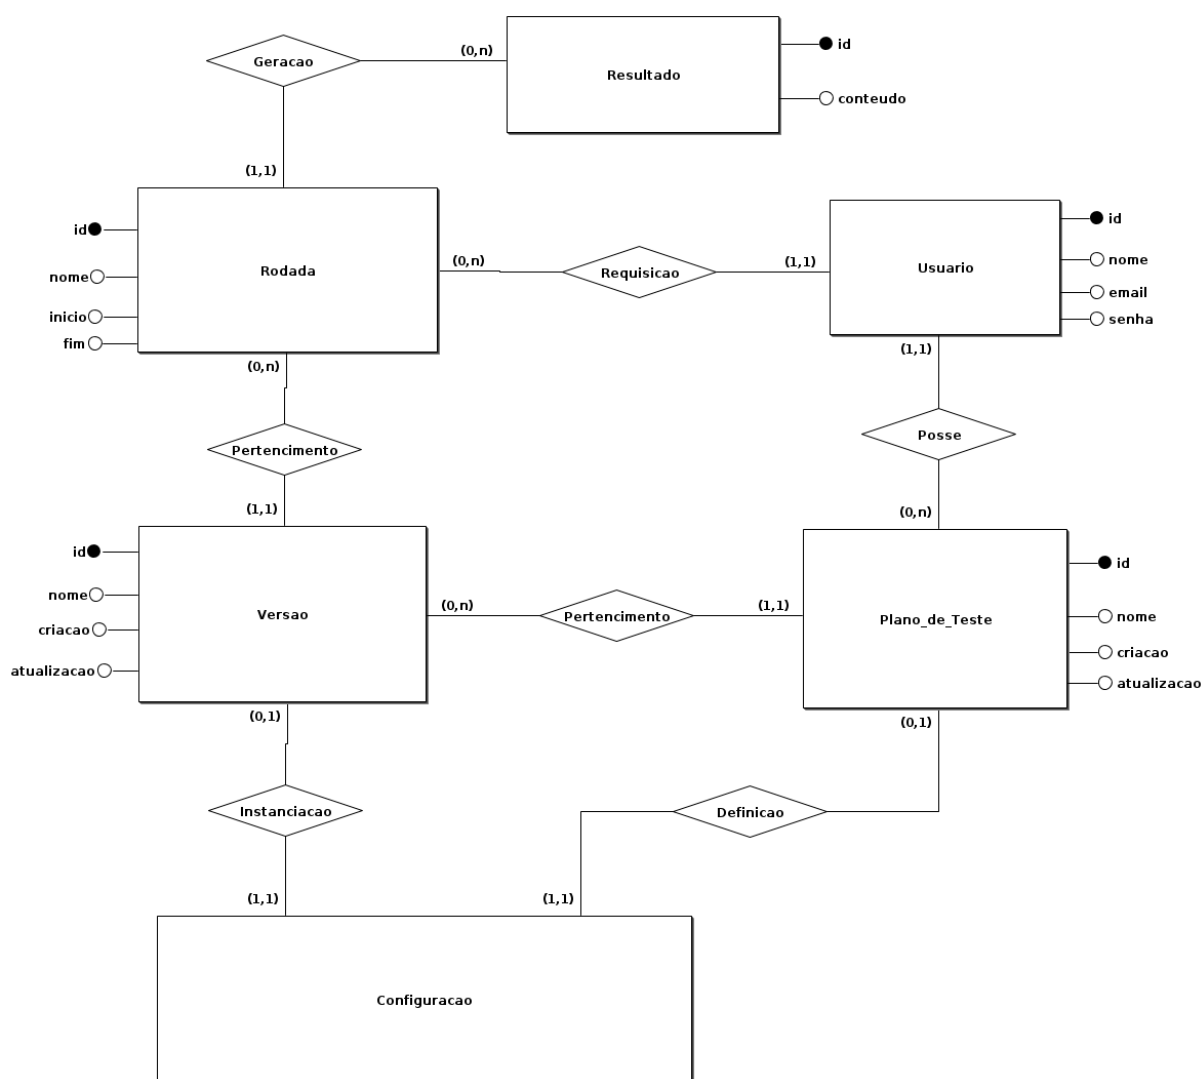 (0,n)
Geracao
Resultado
id
conteudo
(1,1)
id
nome
inicio
fim
Rodada
(0,n)
Requisicao
(1,1)
Usuario
id
nome
email
senha
(0,n)
(1,1)
Pertencimento
Posse
(1,1)
(0,n)
id
nome
criacao
atualizacao
Versao
(0,n)
Pertencimento
(1,1)
Plano_de_Teste
id
nome
criacao
atualizacao
(0,1)
(0,1)
Instanciacao
Definicao
(1,1)
(1,1)
Configuracao